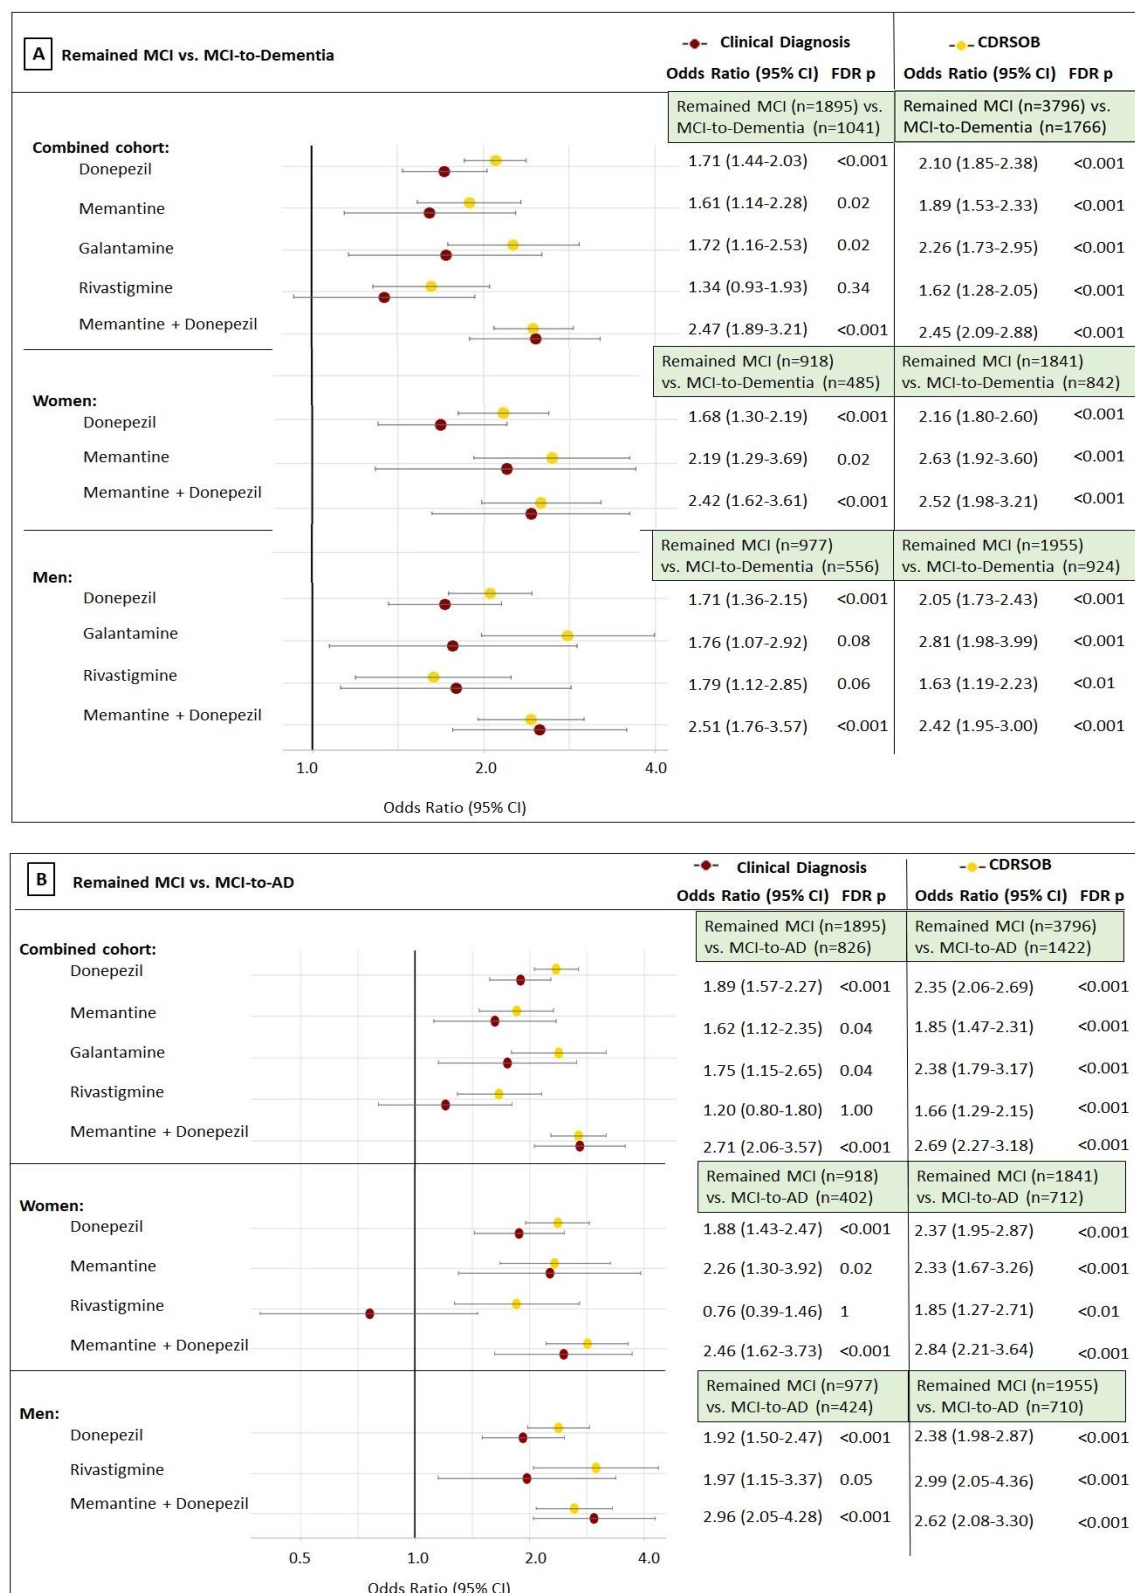 A Remained MCI vs. MCI-to-Dementia
Clinical Diagnosis CDRSOB
Odds Ratio (95% CI) FDR p Odds Ratio (95% CI) FDR p
Remained MCI (n=1895) vs. Remained MCI (n=3796) vs.
MCI-to-Dementia (n=1041) MCI-to-Dementia (n=1766)
Combined cohort:
Donepezil 1.71 (1.44-2.03) <0.001 2.10 (1.85-2.38) <0.001
Memantine 1.61 (1.14-2.28) 0.02 1.89 (1.53-2.33) <0.001
Galantamine 1.72 (1.16-2.53) 0.02 2.26 (1.73-2.95) <0.001
Rivastigmine 1.34 (0.93-1.93) 0.34 1.62 (1.28-2.05) <0.001
Memantine + Donepezil 2.47 (1.89-3.21) <0.001 2.45 (2.09-2.88) <0.001
Remained MCI (n=918) Remained MCI (n=1841)
vs. MCI-to-Dementia (n=485) vs. MCI-to-Dementia (n=842)
Women:
Donepezil 1.68 (1.30-2.19) <0.001 2.16 (1.80-2.60) <0.001
Memantine 2.19 (1.29-3.69) 0.02 2.63 (1.92-3.60) <0.001
Memantine + Donepezil 2.42 (1.62-3.61) <0.001 2.52 (1.98-3.21) <0.001
Remained MCI (n=977) Remained MCI (n=1955)
vs. MCI-to-Dementia (n=556) vs. MCI-to-Dementia (n=924)
Men:
Donepezil 1.71 (1.36-2.15) <0.001 2.05 (1.73-2.43) <0.001
Galantamine 1.76 (1.07-2.92) 0.08 2.81 (1.98-3.99) <0.001
Rivastigmine 1.79 (1.12-2.85) 0.06 1.63 (1.19-2.23) <0.01
Memantine + Donepezil 2.51 (1.76-3.57) <0.001 2.42 (1.95-3.00) <0.001
1.0 2.0 4.0
Odds Ratio (95% CI)
B Remained MCI vs. MCI-to-AD
Clinical Diagnosis CDRSOB
Odds Ratio (95% CI) FDR p Odds Ratio (95% CI) FDR p
Remained MCI (n=1895) Remained MCI (n=3796)
vs. MCI-to-AD (n=826) vs. MCI-to-AD (n=1422)
Combined cohort:
Donepezil 1.89 (1.57-2.27) <0.001 2.35 (2.06-2.69) <0.001
Memantine 1.62 (1.12-2.35) 0.04 1.85 (1.47-2.31) <0.001
Galantamine 1.75 (1.15-2.65) 0.04 2.38 (1.79-3.17) <0.001
Rivastigmine 1.20 (0.80-1.80) 1.00 1.66 (1.29-2.15) <0.001
Memantine + Donepezil 2.71 (2.06-3.57) <0.001 2.69 (2.27-3.18) <0.001
Remained MCI (n=918) Remained MCI (n=1841)
vs. MCI-to-AD (n=402) vs. MCI-to-AD (n=712)
Women:
Donepezil 1.88 (1.43-2.47) <0.001 2.37 (1.95-2.87) <0.001
Memantine 2.26 (1.30-3.92) 0.02 2.33 (1.67-3.26) <0.001
Rivastigmine 0.76 (0.39-1.46) 1 1.85 (1.27-2.71) <0.01
Memantine + Donepezil 2.46 (1.62-3.73) <0.001 2.84 (2.21-3.64) <0.001
Remained MCI (n=977) Remained MCI (n=1955)
vs. MCI-to-AD (n=424) vs. MCI-to-AD (n=710)
Men:
Donepezil 1.92 (1.50-2.47) <0.001 2.38 (1.98-2.87) <0.001
Rivastigmine 1.97 (1.15-3.37) 0.05 2.99 (2.05-4.36) <0.001
Memantine + Donepezil 2.96 (2.05-4.28) <0.001 2.62 (2.08-3.30) <0.001
0.5 1.0 2.0 4.0
Odds Ratio (95% CI)